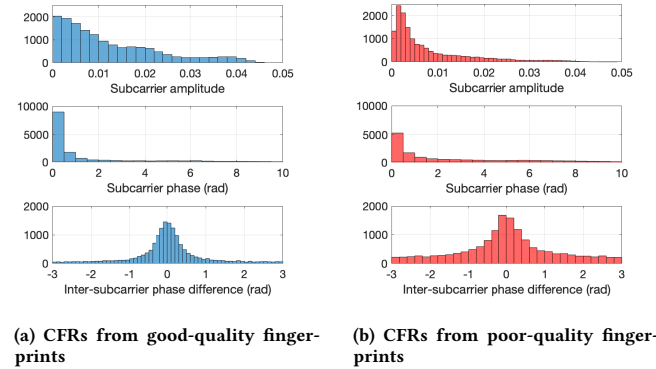 2000
1000
0
0 0.01 0.02 0.03 0.04 0.05
Subcarrier amplitude
10000
5000
0
0 2 4 6 8 10
Subcarrier phase (rad)
2000
1000
0
-3 -2 -1 0 1 2 3
Inter-subcarrier phase difference (rad)
(a) CFRs from good-quality finger-
prints
2000
1000
0
0 0.01 0.02 0.03 0.04 0.05
Subcarrier amplitude
10000
5000
0
0 2 4 6 8 10
Subcarrier phase (rad)
2000
1000
0
-3 -2 -1 0 1 2 3
Inter-subcarrier phase difference (rad)
(b) CFRs from poor-quality finger-
prints